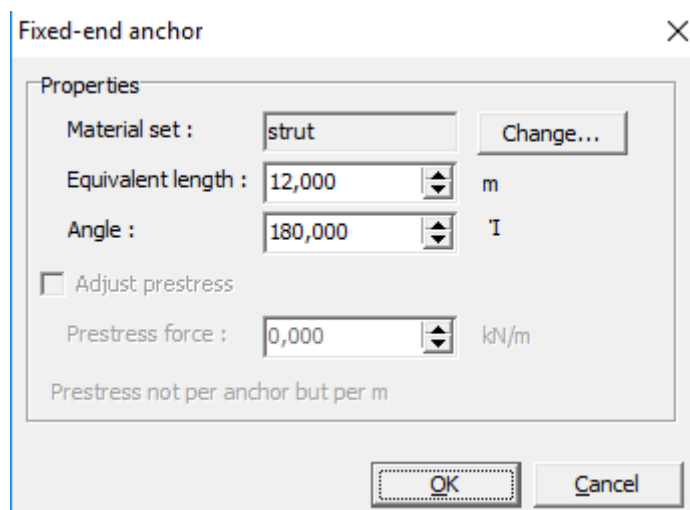 Fixed-end anchor
Properties
Material set : strut Change...
Equivalent length : 12,000 m
Angle : 180,000
Adjust prestress
Prestress force : 0,000 kN/m
Prestress not per anchor but per m
OK Cancel